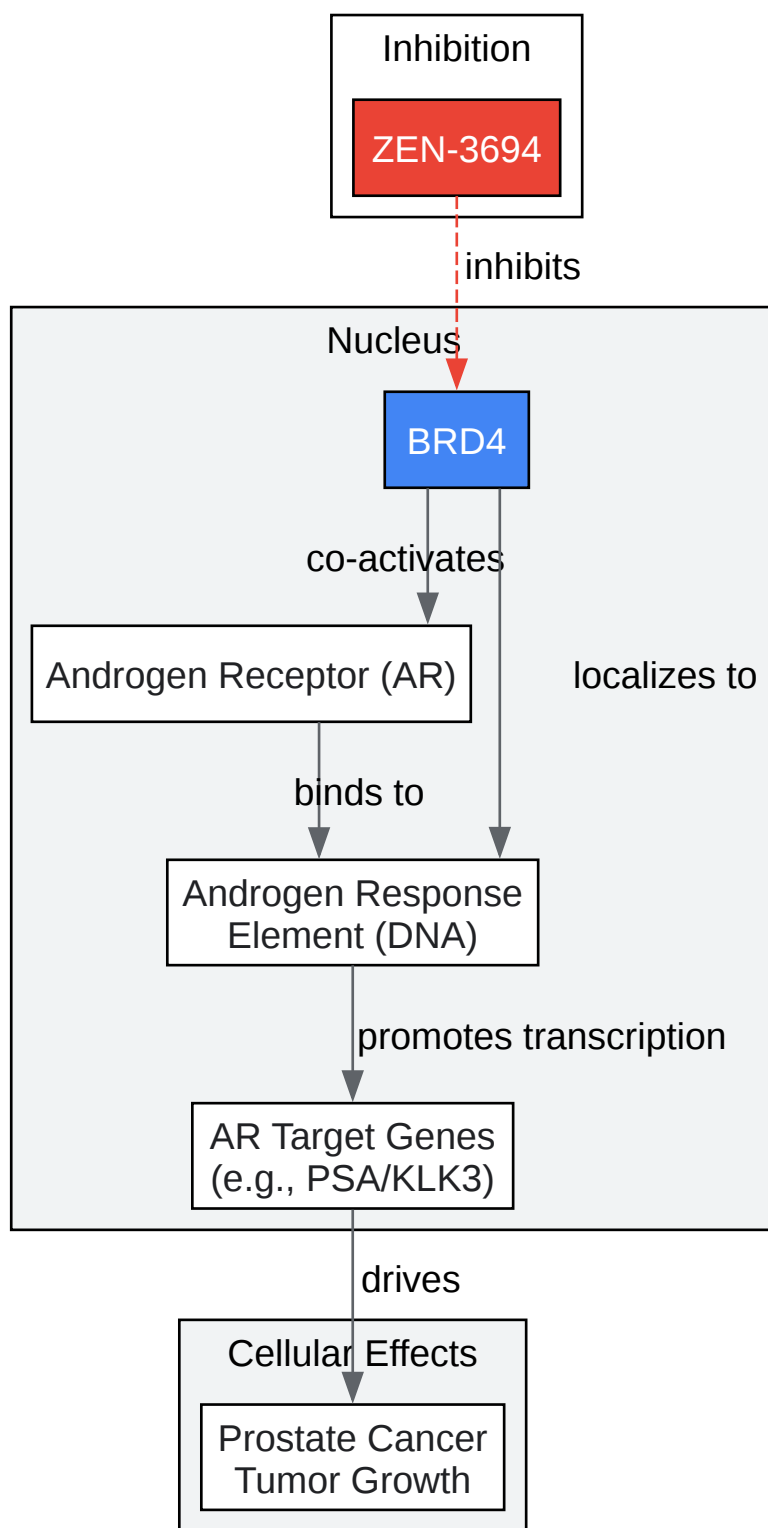 Inhibition
ZEN-3694
inhibits
Nucleus
BRD4
co-activates
Androgen Receptor (AR)
localizes to
binds to
Androgen Response
Element (DNA)
promotes transcription
AR Target Genes
(e.g., PSA/KLK3)
drives
Cellular Effects
Prostate Cancer
Tumor Growth